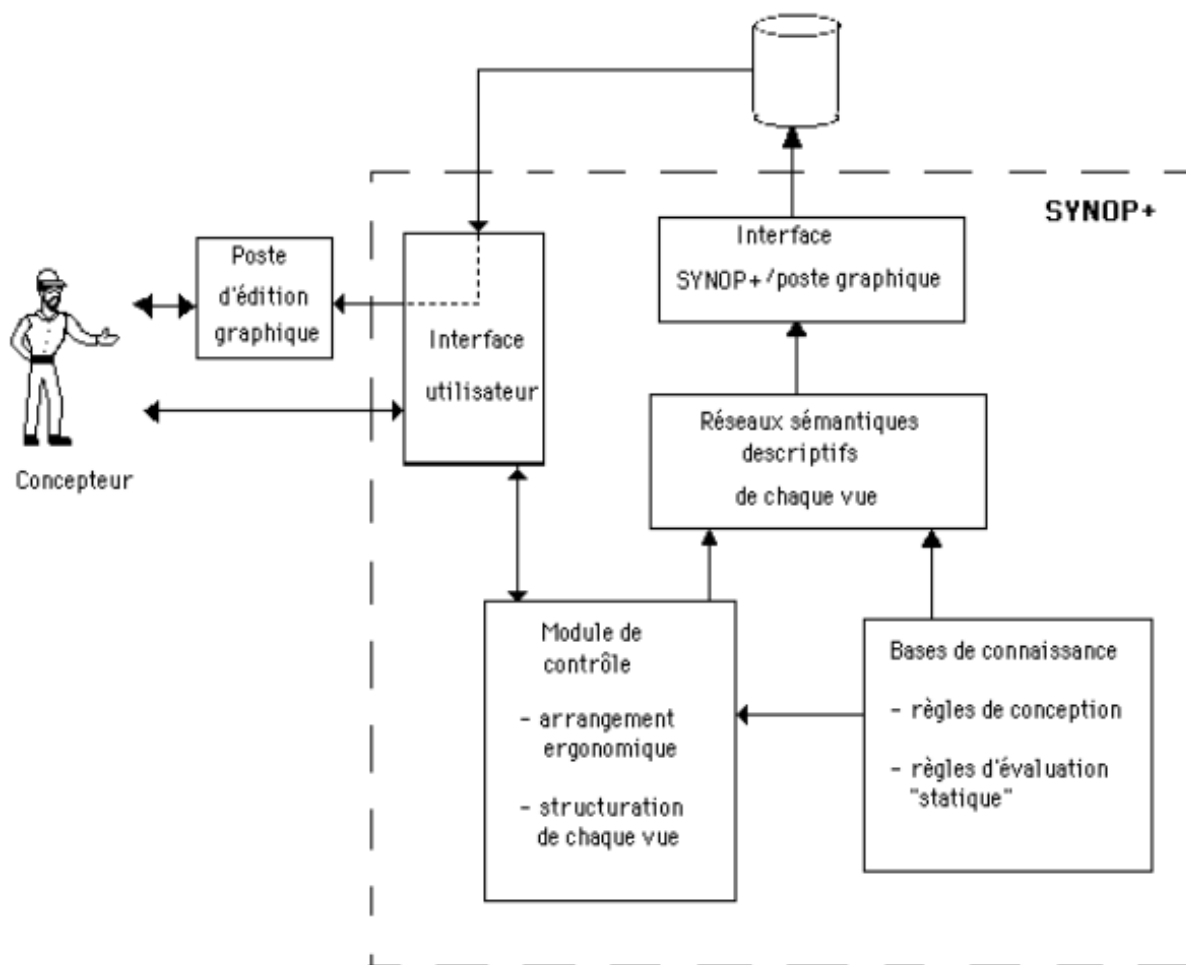 SYNOP+
Interface
SYNOP+/poste graphique
Poste
d'édition
graphique
Interface
utilisateur
Concepteur
Réseaux sémantiques
descriptifs
de chaque vue
Module de
contrôle
- arrangement
ergonomique
- structuration
de chaque vue
Bases de connaissance
- règles de conception
- règles d'évaluation
"statique"